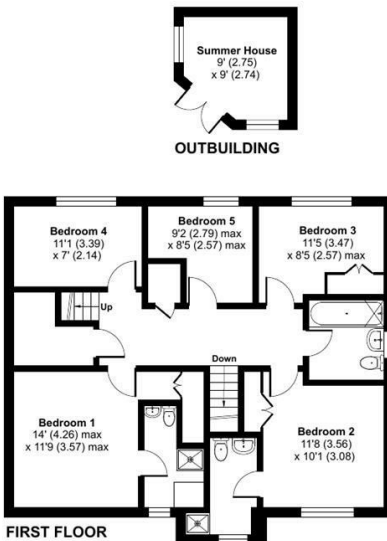 Summer House
9' (2.75)
x 9' (2.74)
OUTBUILDING
Bedroom 4
11'1 (3.39)
x 7' (2.14)
Bedroom 5
9'2 (2.79) max
x 8'5 (2.57) max
Bedroom 3
11'5 (3.47)
x 8'5 (2.57) max
Up
Down
Bedroom 1
14' (4.26) max
x 11'9 (3.57) max
Bedroom 2
11'8 (3.56)
x 10'1 (3.08)
FIRST FLOOR